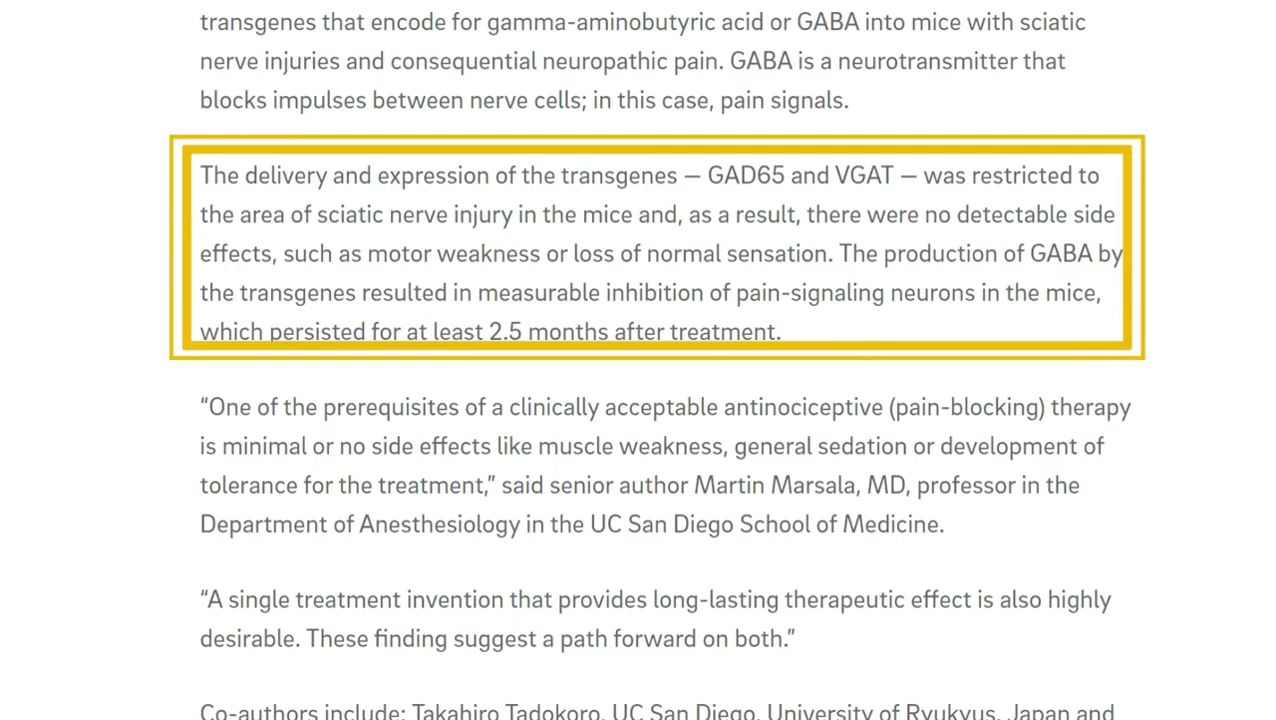 transgenes that encode for gamma-aminobutyric acid or GABA into mice with sciatic
nerve injuries and consequential neuropathic pain. GABA is a neurotransmitter that
blocks impulses between nerve cells; in this case, pain signals.
The delivery and expression of the transgenes — GAD65 and VGAT — was restricted to
the area of sciatic nerve injury in the mice and, as a result, there were no detectable side
effects, such as motor weakness or loss of normal sensation. The production of GABA by
the transgenes resulted in measurable inhibition of pain-signaling neurons in the mice,
which persisted for at least 2.5 months after treatment.
“One of the prerequisites of a clinically acceptable antinociceptive (pain-blocking) therapy
is minimal or no side effects like muscle weakness, general sedation or development of
tolerance for the treatment,” said senior author Martin Marsala, MD, professor in the
Department of Anesthesiology in the UC San Diego School of Medicine.
“A single treatment invention that provides long-lasting therapeutic effect is also highly
desirable. These finding suggest a path forward on both.”
Co-authors include: Takahiro Tadokoro, UC San Diego, University of Ryukyus, Japan and